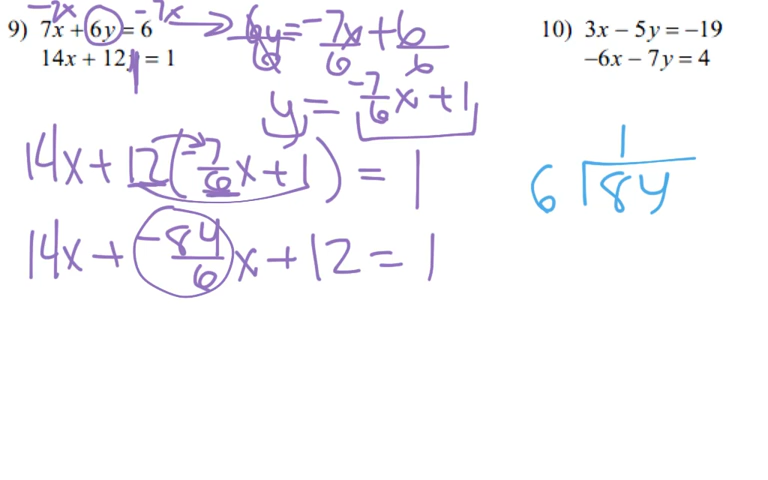 −7x −7x
9) 7x + 6y = 6 → 6y/6 = −7x/6 + 6/6
14x + 12y = 1
y = −7/6 x + 1
14x + 12(−7/6 x + 1) = 1
14x + −84/6 x + 12 = 1
10) 3x − 5y = −19
−6x − 7y = 4
1
6 84